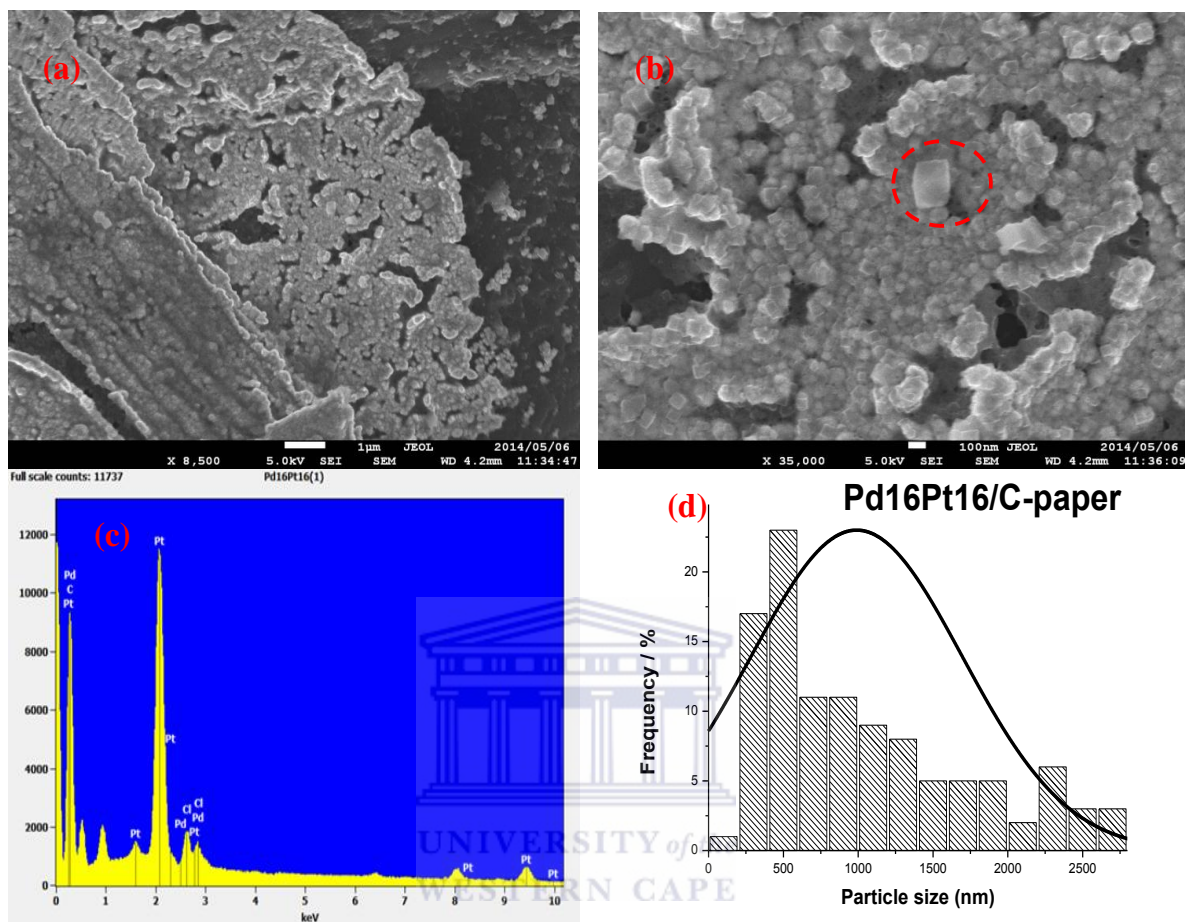 (a)
1µm JEOL 2014/05/06
X 8,500 5.0kV SEI SEM WD 4.2mm 11:34:47
(b)
100nm JEOL 2014/05/06
X 35,000 5.0kV SEI SEM WD 4.2mm 11:36:09
Full scale counts: 11737 Pd16Pt16(1)
(c)
12000
10000
8000
6000
4000
2000
0
Pd
C
Pt
Pt
Pt
Pt
Pd
Cl
Cl
Pd
Pt
Pt
Pt
Pt
0 1 2 3 4 5 6 7 8 9 10
keV
(d)
Pd16Pt16/C-paper
Frequency / %
20
15
10
5
0
0 500 1000 1500 2000 2500
Particle size (nm)
UNIVERSITY of the
WESTERN CAPE